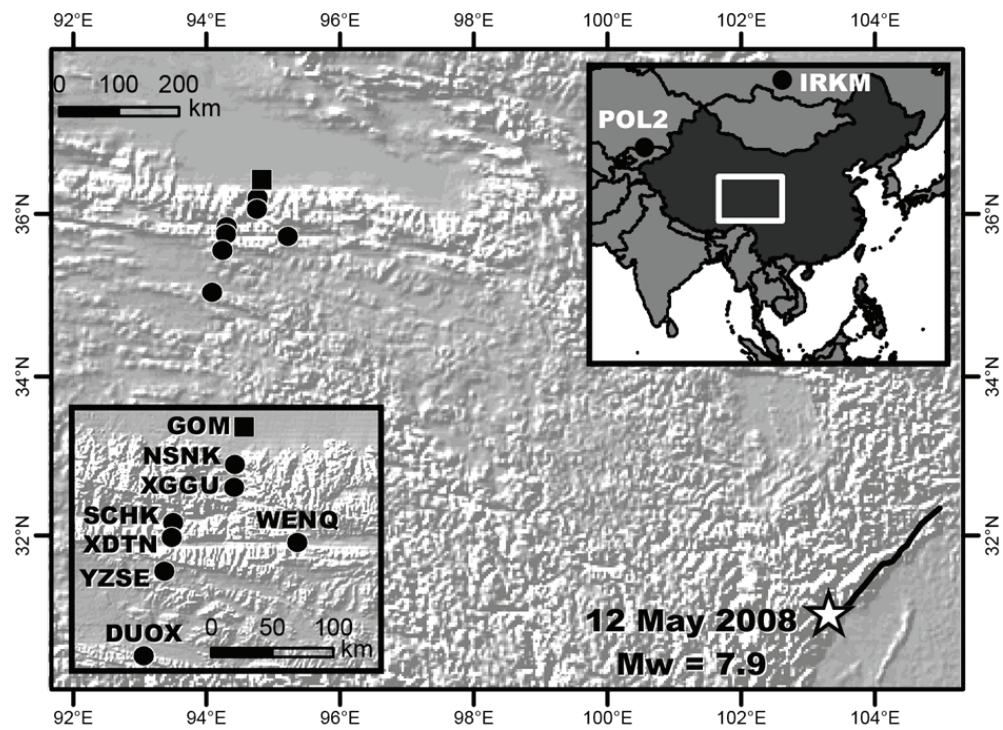 92°E 94°E 96°E 98°E 100°E 102°E 104°E
0 100 200
km
IRKM
POL2
36°N 36°N
34°N 34°N
GOM
NSNK
XGGU
SCHK WENQ
XDTN
YZSE
DUOX 0 50 100
km
32°N 32°N
12 May 2008
Mw = 7.9
92°E 94°E 96°E 98°E 100°E 102°E 104°E